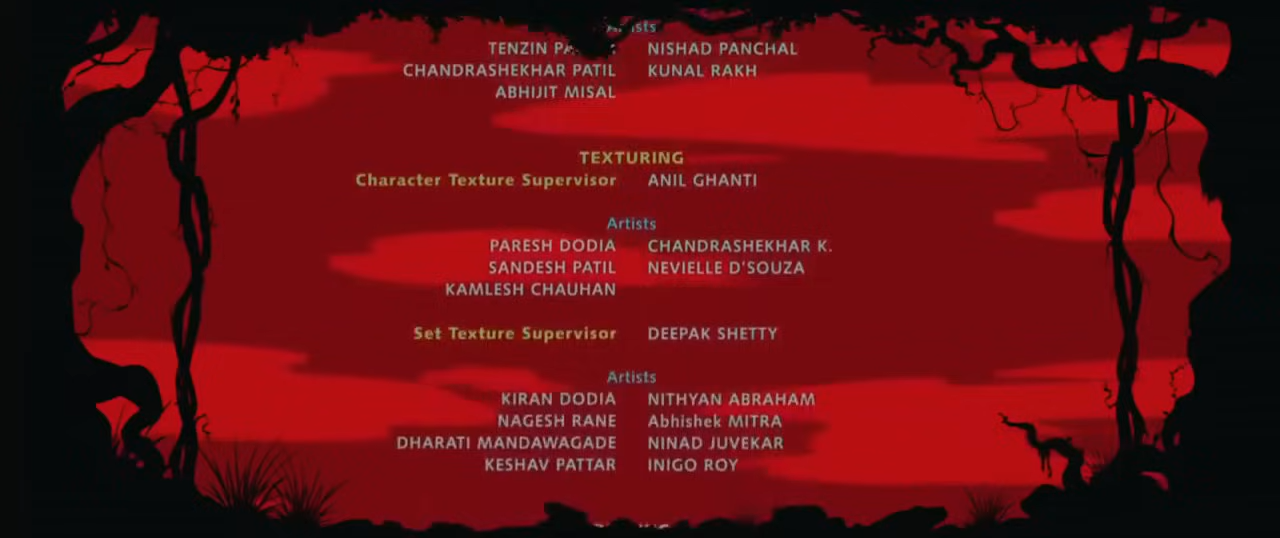 Artists
TENZIN NISHAD PANCHAL
CHANDRASHEKHAR PATIL KUNAL RAKH
ABHIJIT MISAL
TEXTURING
Character Texture Supervisor ANIL GHANTI
Artists
PARESH DODIA CHANDRASHEKHAR K.
SANDESH PATIL NEVIELLE D'SOUZA
KAMLESH CHAUHAN
Set Texture Supervisor DEEPAK SHETTY
Artists
KIRAN DODIA NITHYAN ABRAHAM
NAGESH RANE Abhishek MITRA
DHARATI MANDAWAGADE NINAD JUVEKAR
KESHAV PATTAR INIGO ROY